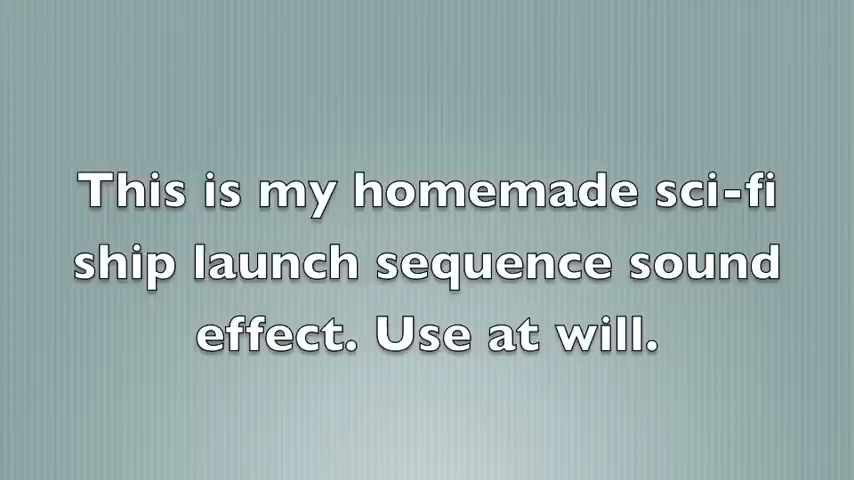 This is my homemade sci-fi
ship launch sequence sound
effect. Use at will.